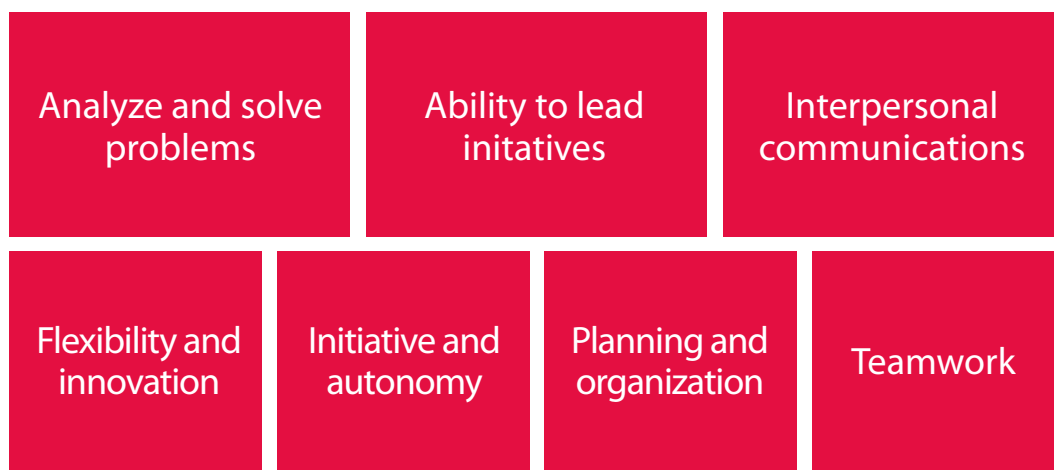 Analyze and solve
problems
Ability to lead
initatives
Interpersonal
communications
Flexibility and
innovation
Initiative and
autonomy
Planning and
organization
Teamwork